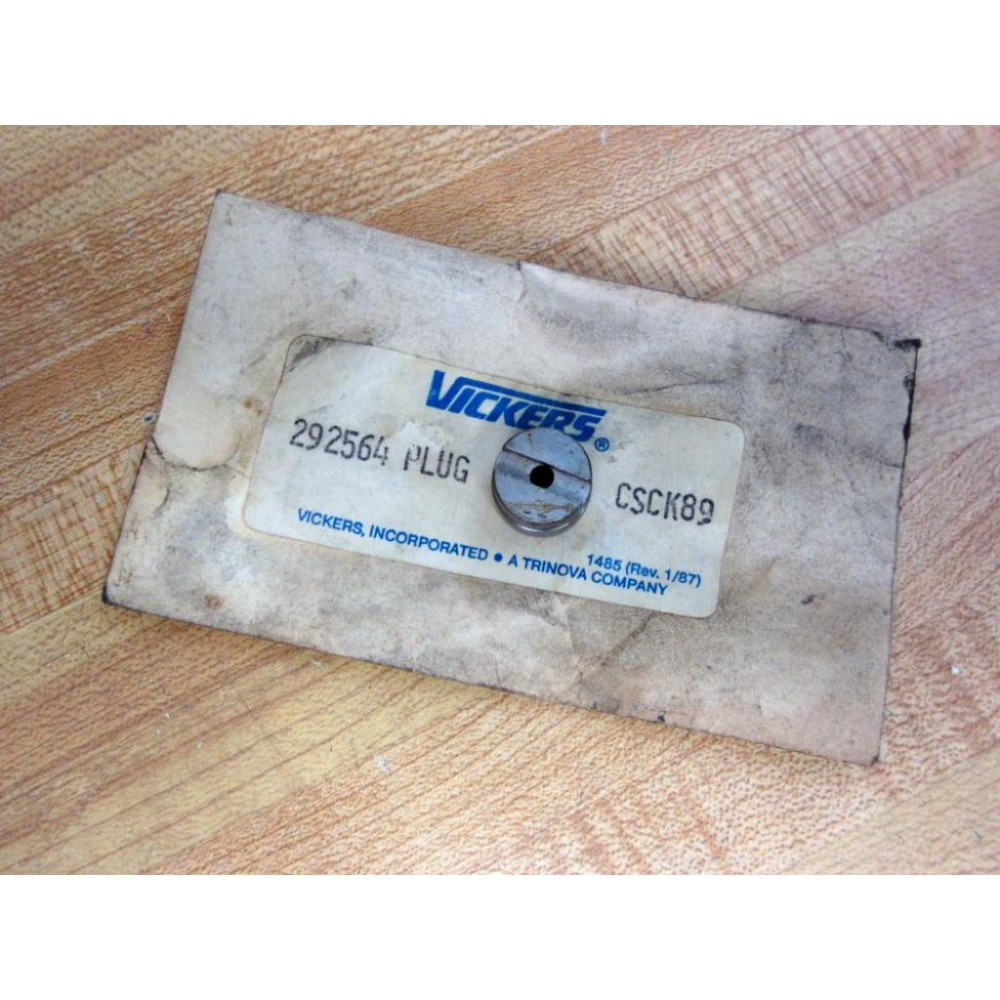 VICKERS®
292564 PLUG CSCK89
1485 (Rev. 1/87)
VICKERS, INCORPORATED • A TRINOVA COMPANY